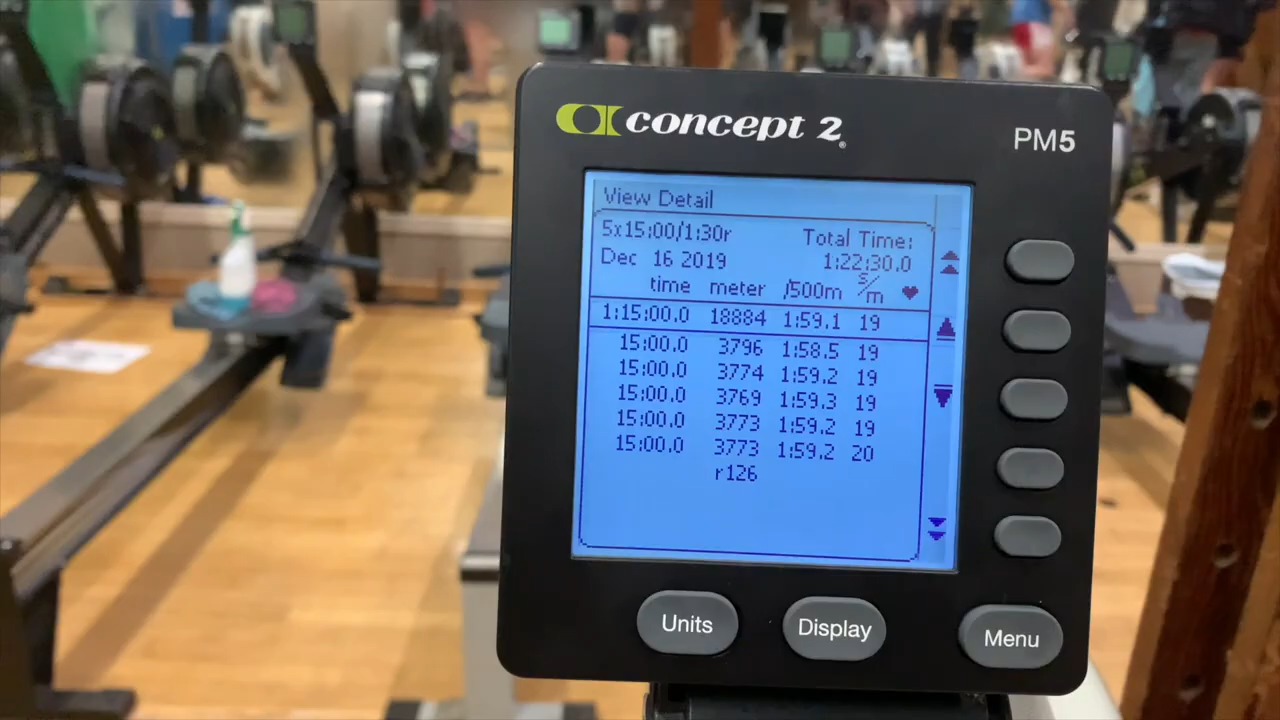 concept 2®
PM5
View Detail
5x15:00/1:30r Total Time:
Dec 16 2019 1:22:30.0
time meter /500m s/m ♥
1:15:00.0 18884 1:59.1 19
15:00.0 3796 1:58.5 19
15:00.0 3774 1:59.2 19
15:00.0 3769 1:59.3 19
15:00.0 3773 1:59.2 19
15:00.0 3773 1:59.2 20
r126
Units Display Menu